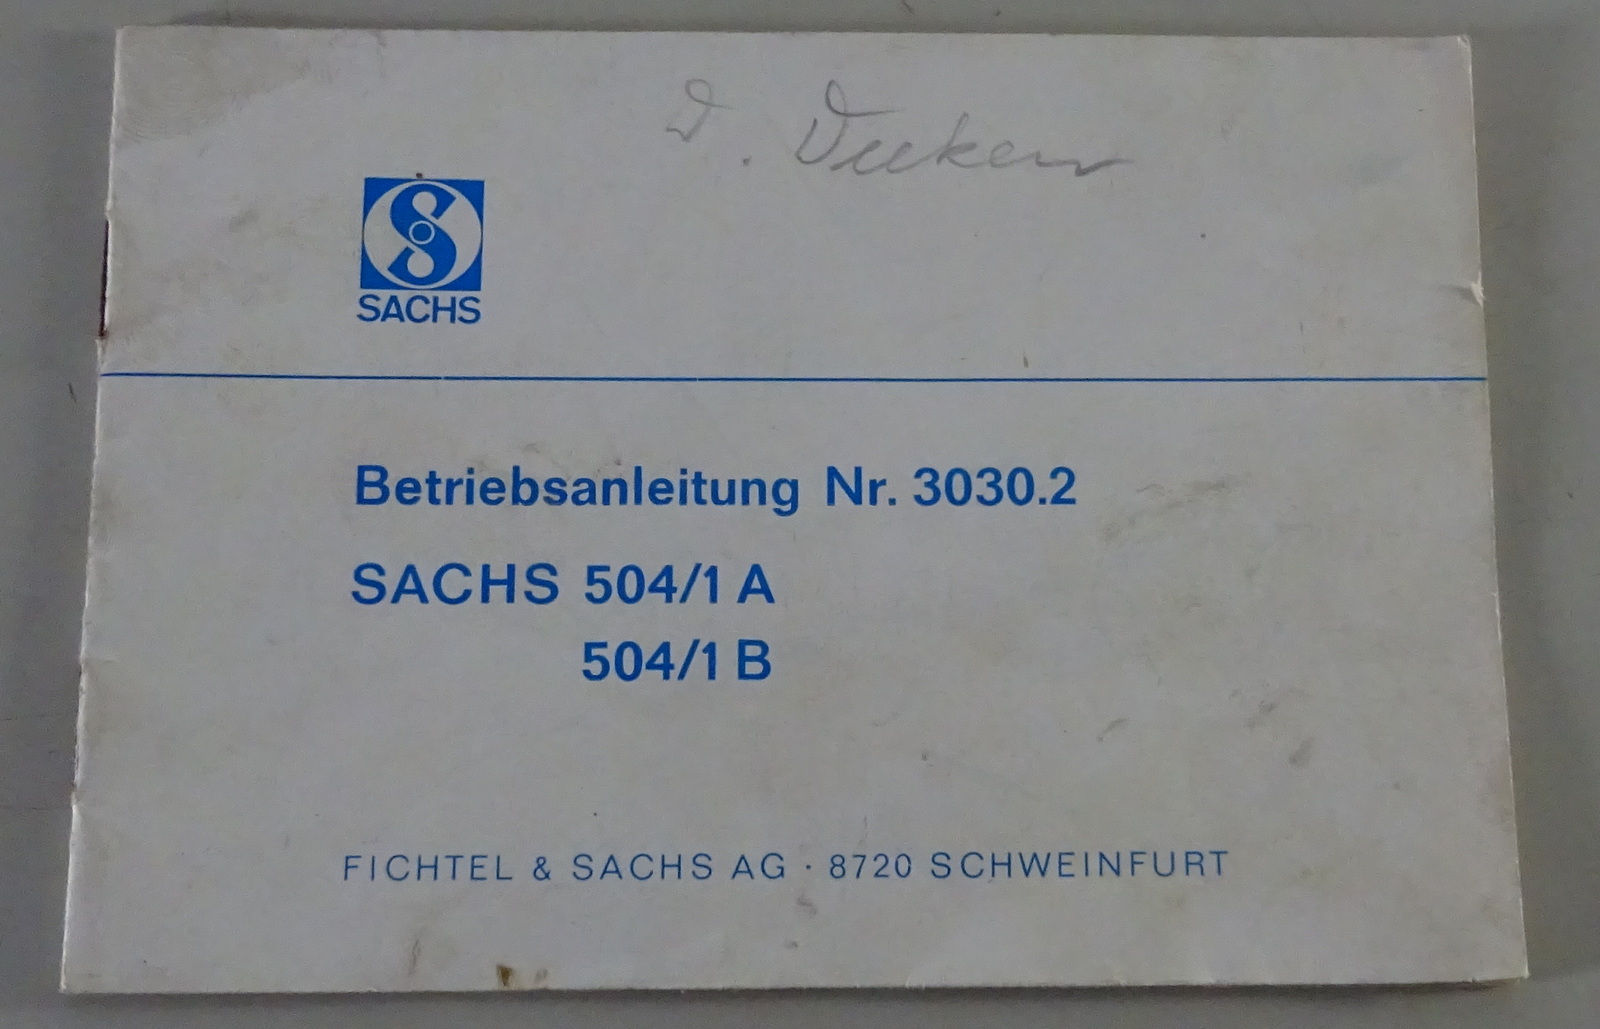 SACHS
Betriebsanleitung Nr. 3030.2
SACHS 504/1 A
504/1 B
FICHTEL & SACHS AG · 8720 SCHWEINFURT